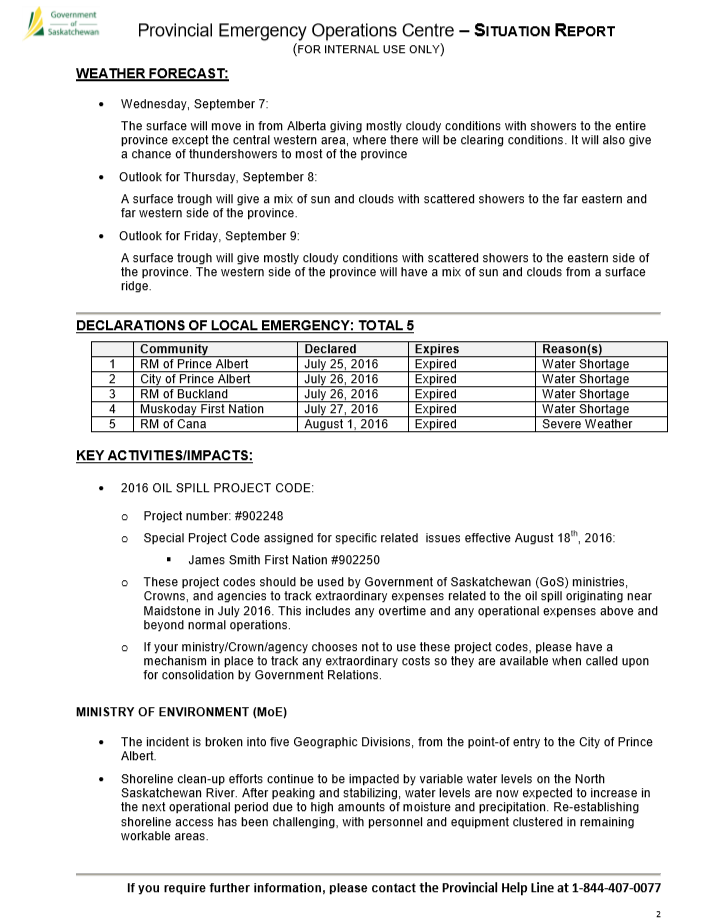 Government
of
Saskatchewan
Provincial Emergency Operations Centre – SITUATION REPORT
(FOR INTERNAL USE ONLY)
WEATHER FORECAST:
• Wednesday, September 7:
The surface will move in from Alberta giving mostly cloudy conditions with showers to the entire
province except the central western area, where there will be clearing conditions. It will also give
a chance of thundershowers to most of the province
• Outlook for Thursday, September 8:
A surface trough will give a mix of sun and clouds with scattered showers to the far eastern and
far western side of the province.
• Outlook for Friday, September 9:
A surface trough will give mostly cloudy conditions with scattered showers to the eastern side of
the province. The western side of the province will have a mix of sun and clouds from a surface
ridge.
DECLARATIONS OF LOCAL EMERGENCY: TOTAL 5
Community Declared Expires Reason(s)
1 RM of Prince Albert July 25, 2016 Expired Water Shortage
2 City of Prince Albert July 26, 2016 Expired Water Shortage
3 RM of Buckland July 26, 2016 Expired Water Shortage
4 Muskoday First Nation July 27, 2016 Expired Water Shortage
5 RM of Cana August 1, 2016 Expired Severe Weather
KEY ACTIVITIES/IMPACTS:
• 2016 OIL SPILL PROJECT CODE:
o Project number: #902248
o Special Project Code assigned for specific related issues effective August 18th, 2016:
▪ James Smith First Nation #902250
o These project codes should be used by Government of Saskatchewan (GoS) ministries,
Crowns, and agencies to track extraordinary expenses related to the oil spill originating near
Maidstone in July 2016. This includes any overtime and any operational expenses above and
beyond normal operations.
o If your ministry/Crown/agency chooses not to use these project codes, please have a
mechanism in place to track any extraordinary costs so they are available when called upon
for consolidation by Government Relations.
MINISTRY OF ENVIRONMENT (MoE)
• The incident is broken into five Geographic Divisions, from the point-of entry to the City of Prince
Albert.
• Shoreline clean-up efforts continue to be impacted by variable water levels on the North
Saskatchewan River. After peaking and stabilizing, water levels are now expected to increase in
the next operational period due to high amounts of moisture and precipitation. Re-establishing
shoreline access has been challenging, with personnel and equipment clustered in remaining
workable areas.
If you require further information, please contact the Provincial Help Line at 1-844-407-0077
2